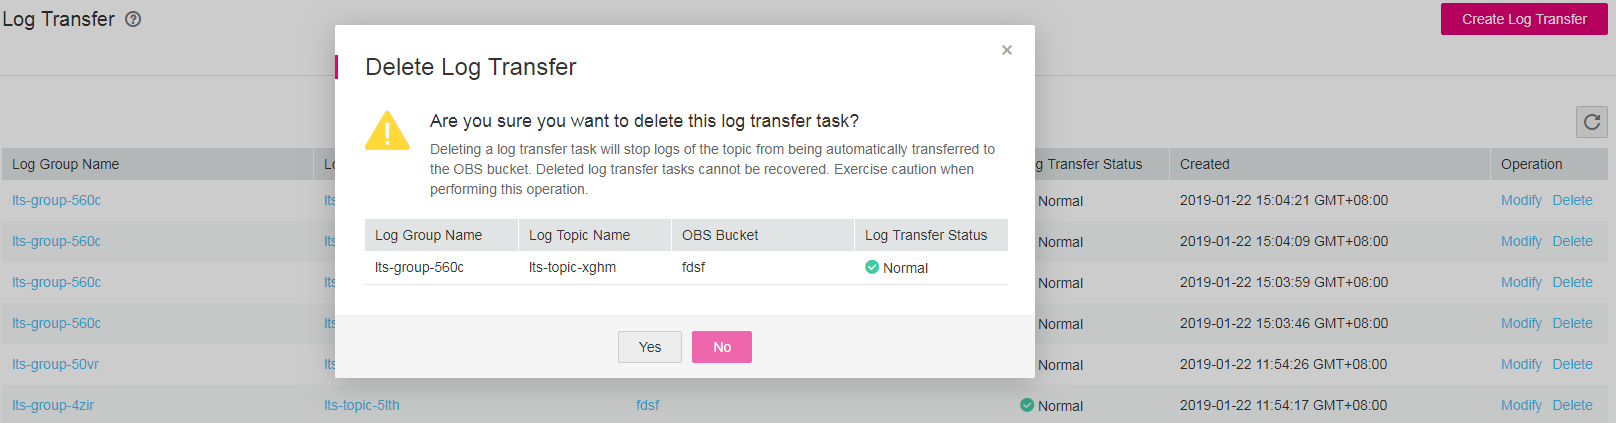 Log Transfer
Create Log Transfer
×
Delete Log Transfer
Are you sure you want to delete this log transfer task?
Deleting a log transfer task will stop logs of the topic from being automatically transferred to
the OBS bucket. Deleted log transfer tasks cannot be recovered. Exercise caution when
performing this operation.
Log Group Name Log Topic Name OBS Bucket Log Transfer Status
lts-group-560c lts-topic-xghm fdsf Normal
Yes No
Log Group Name Transfer Status Created Operation
lts-group-560c Normal 2019-01-22 15:04:21 GMT+08:00 Modify Delete
lts-group-560c Normal 2019-01-22 15:04:09 GMT+08:00 Modify Delete
lts-group-560c Normal 2019-01-22 15:03:59 GMT+08:00 Modify Delete
lts-group-560c Normal 2019-01-22 15:03:46 GMT+08:00 Modify Delete
lts-group-50vr Normal 2019-01-22 11:54:26 GMT+08:00 Modify Delete
lts-group-4zir lts-topic-5lth fdsf Normal 2019-01-22 11:54:17 GMT+08:00 Modify Delete